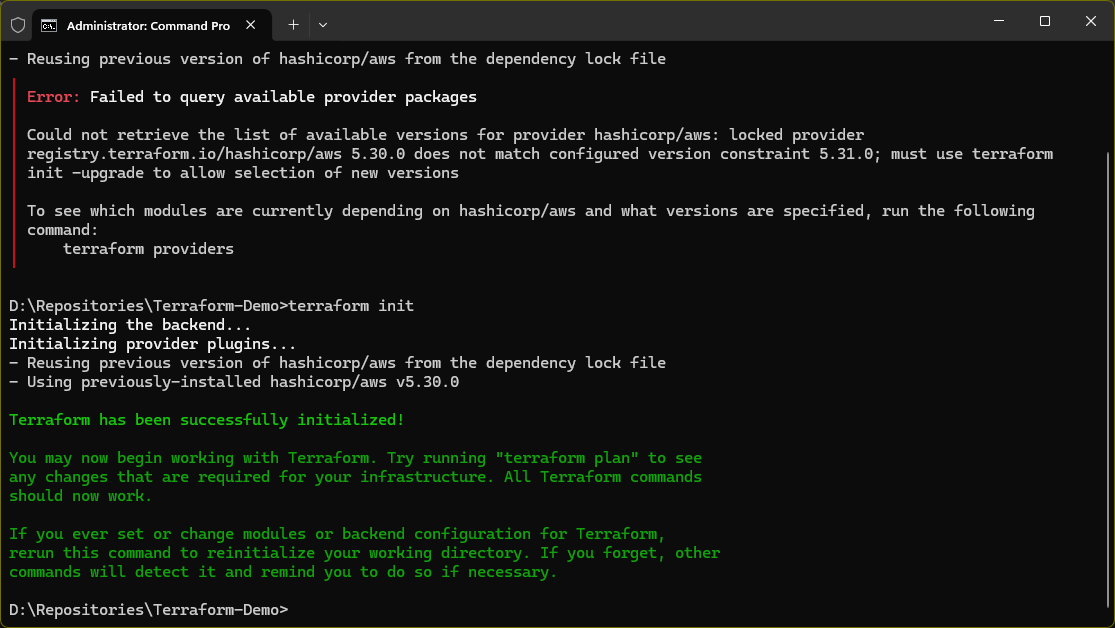 Administrator: Command Pro
- Reusing previous version of hashicorp/aws from the dependency lock file
Error: Failed to query available provider packages
Could not retrieve the list of available versions for provider hashicorp/aws: locked provider
registry.terraform.io/hashicorp/aws 5.30.0 does not match configured version constraint 5.31.0; must use terraform
init -upgrade to allow selection of new versions
To see which modules are currently depending on hashicorp/aws and what versions are specified, run the following
command:
terraform providers
D:\Repositories\Terraform-Demo>terraform init
Initializing the backend...
Initializing provider plugins...
- Reusing previous version of hashicorp/aws from the dependency lock file
- Using previously-installed hashicorp/aws v5.30.0
Terraform has been successfully initialized!
You may now begin working with Terraform. Try running "terraform plan" to see
any changes that are required for your infrastructure. All Terraform commands
should now work.
If you ever set or change modules or backend configuration for Terraform,
rerun this command to reinitialize your working directory. If you forget, other
commands will detect it and remind you to do so if necessary.
D:\Repositories\Terraform-Demo>